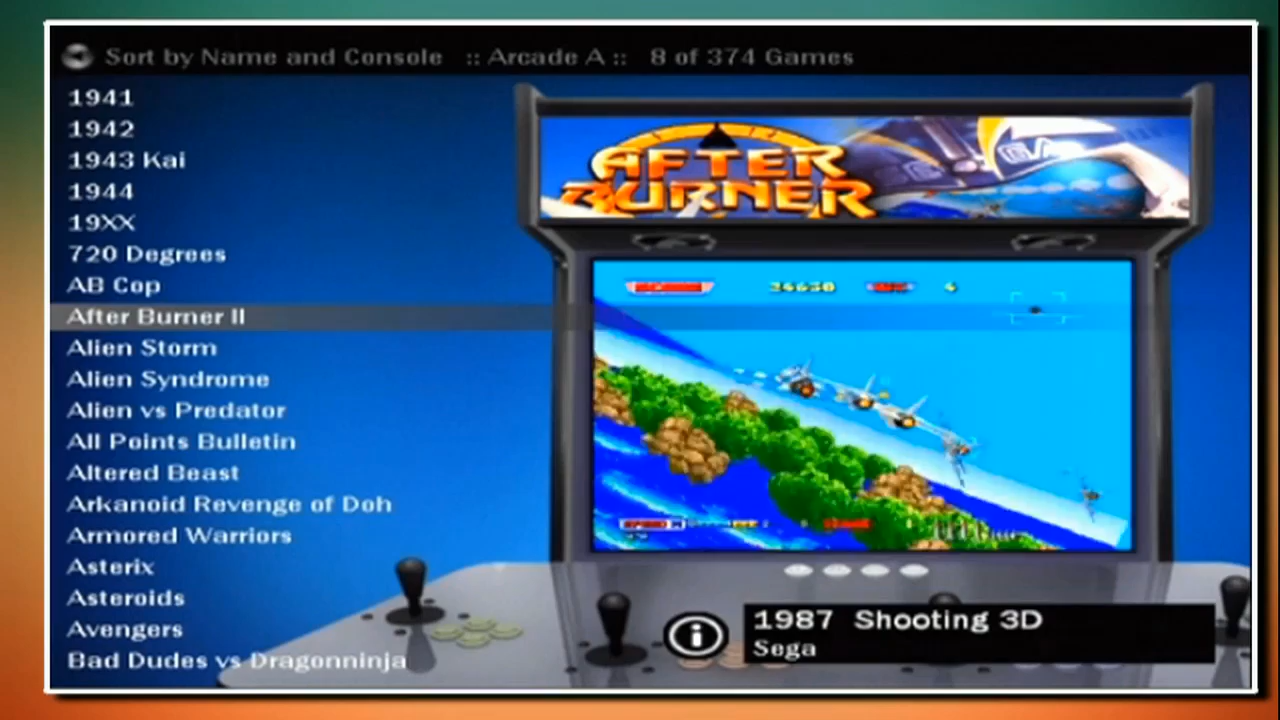 Sort by Name and Console :: Arcade A :: 8 of 374 Games
1941
1942
1943 Kai
1944
19XX
720 Degrees
AB Cop
After Burner II
Alien Storm
Alien Syndrome
Alien vs Predator
All Points Bulletin
Altered Beast
Arkanoid Revenge of Doh
Armored Warriors
Asterix
Asteroids
Avengers
Bad Dudes vs Dragonninja
AFTER
BURNER
1987 Shooting 3D
Sega